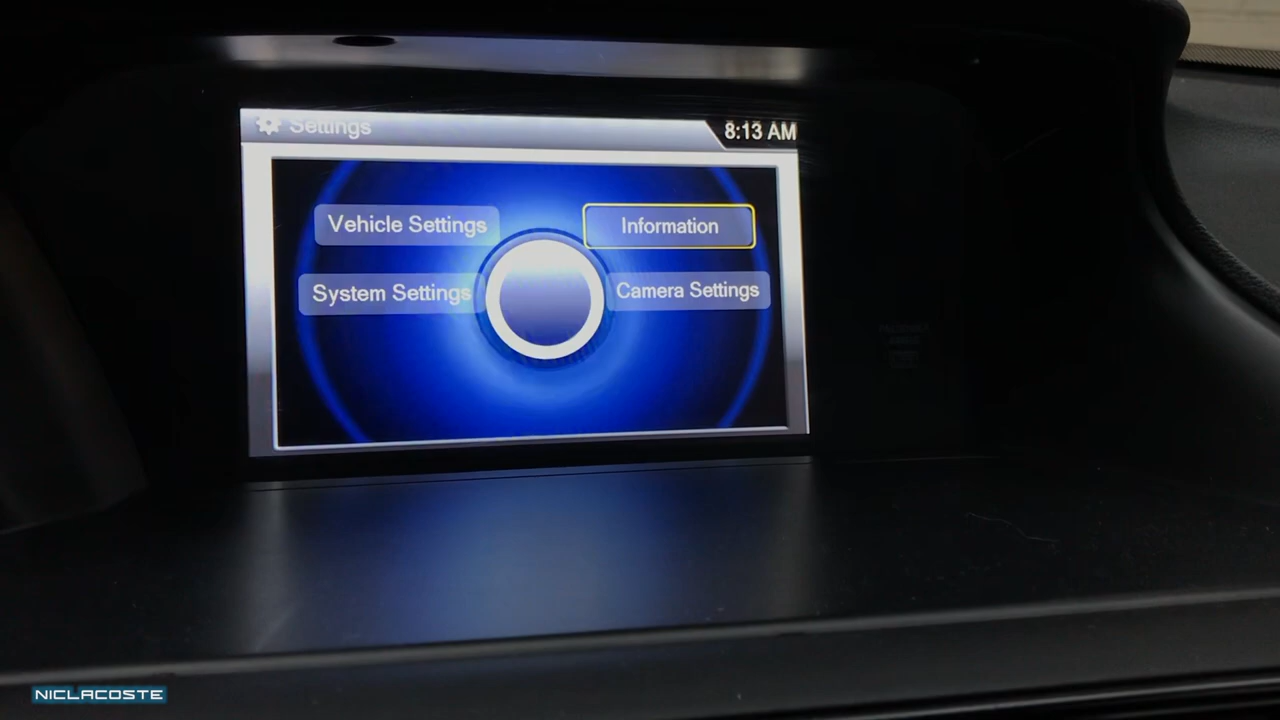 Settings
8:13 AM
Vehicle Settings
Information
System Settings
Camera Settings
NICLACOSTE